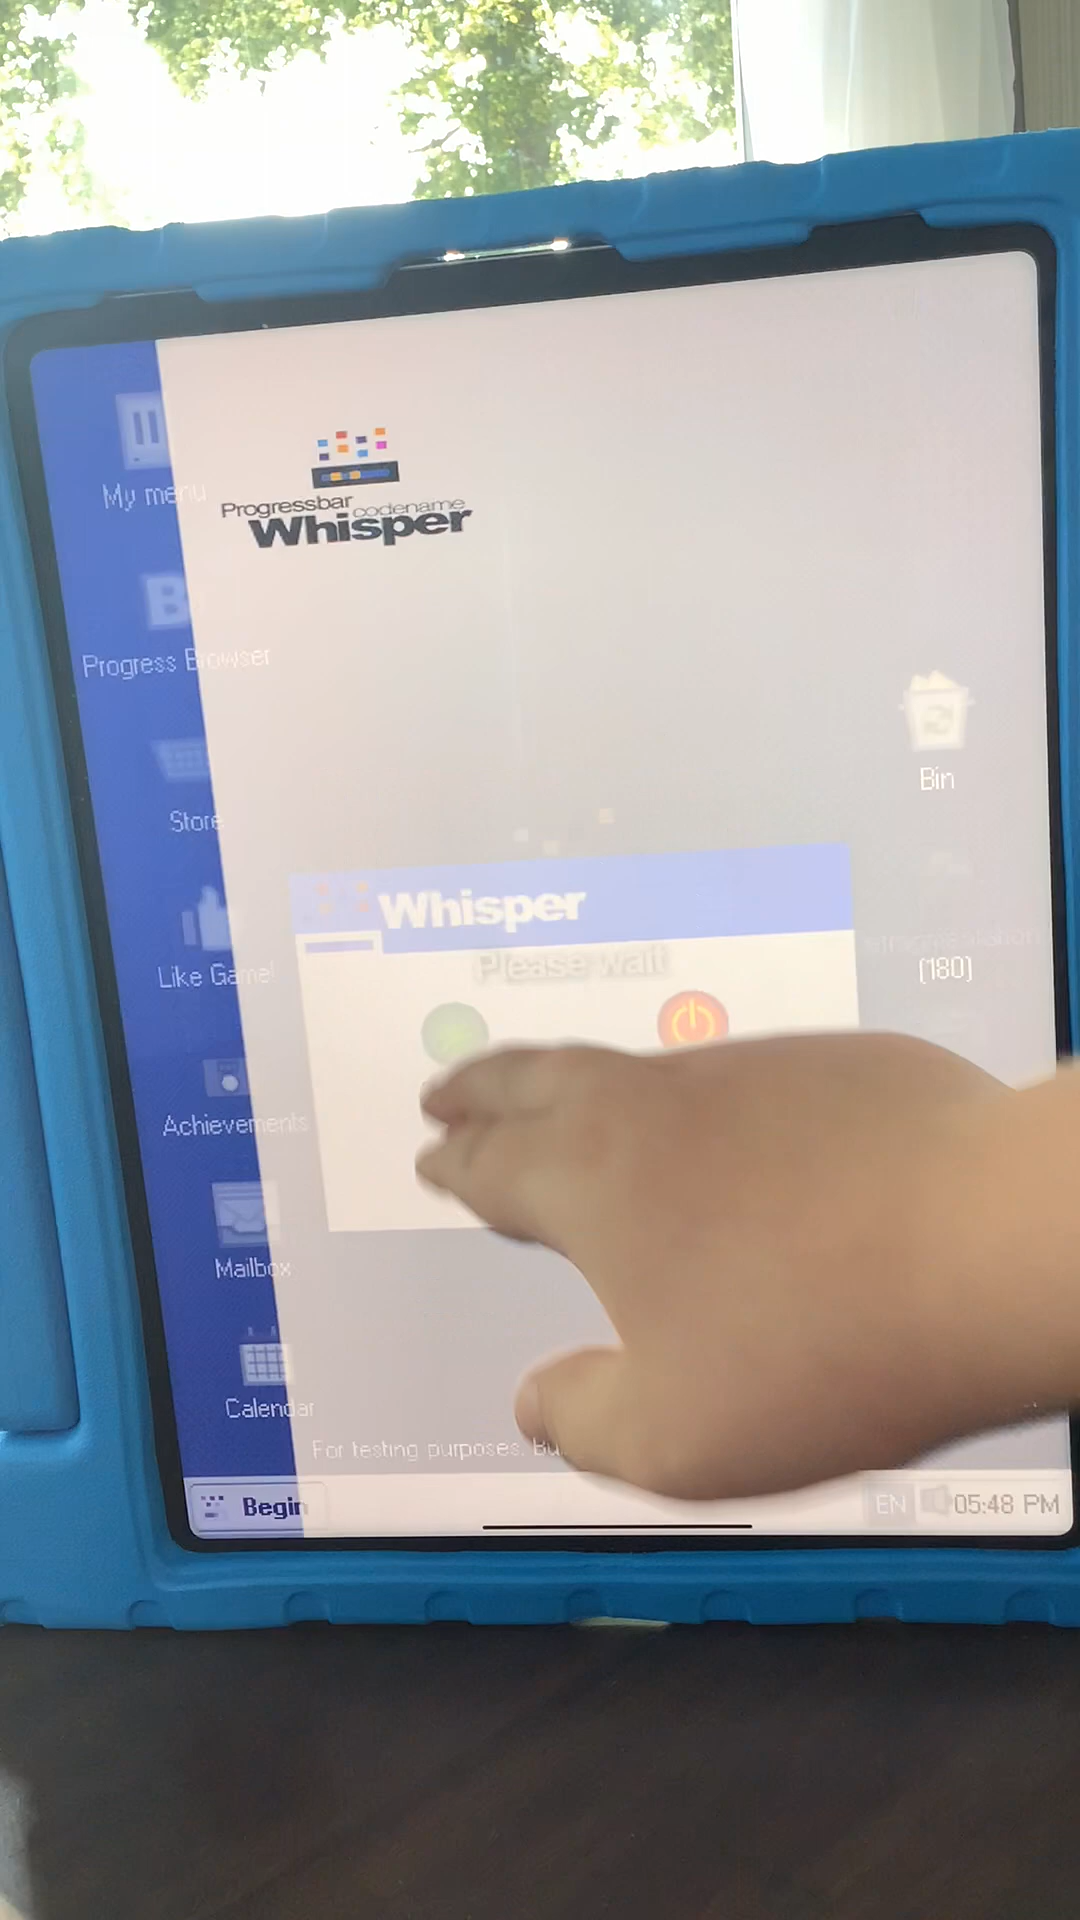 My menu
Progressbar
codename
Whisper
Progress Browser
Bin
Store
Whisper
Please Wait
(180)
Like Game!
Achievements
Mailbox
Calendar
For testing purposes.
Begin
EN
05:48 PM